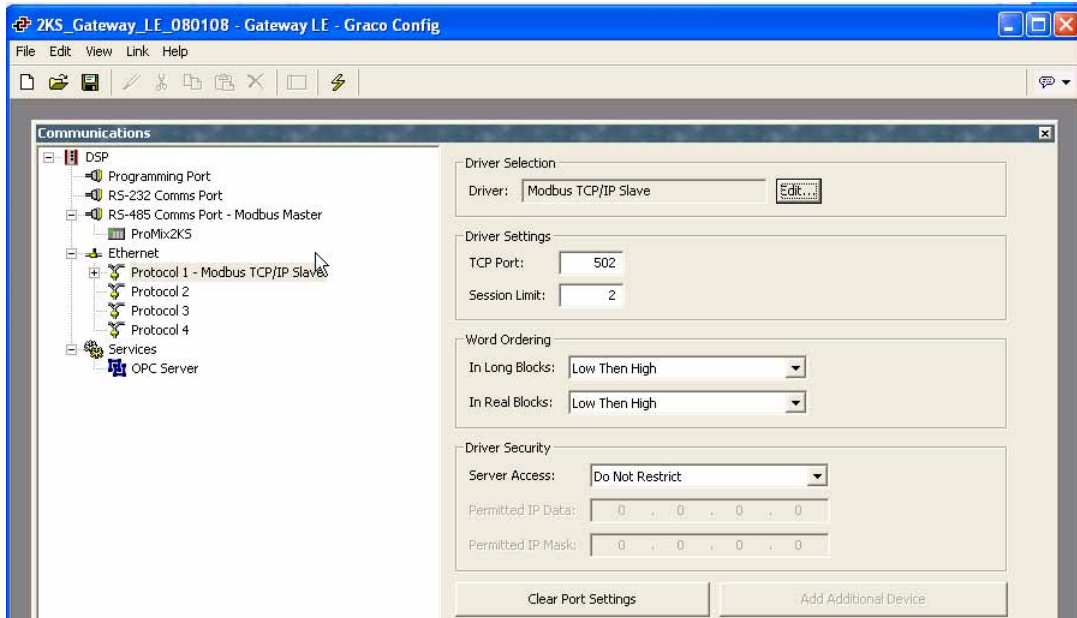 2KS_Gateway_LE_080108 - Gateway LE - Graco Config
File Edit View Link Help
Communications
DSP
Programming Port
RS-232 Comms Port
RS-485 Comms Port - Modbus Master
ProMix2KS
Ethernet
Protocol 1 - Modbus TCP/IP Slave
Protocol 2
Protocol 3
Protocol 4
Services
OPC Server
Driver Selection
Driver: Modbus TCP/IP Slave Edit...
Driver Settings
TCP Port: 502
Session Limit: 2
Word Ordering
In Long Blocks: Low Then High
In Real Blocks: Low Then High
Driver Security
Server Access: Do Not Restrict
Permitted IP Data: 0 . 0 . 0 . 0
Permitted IP Mask: 0 . 0 . 0 . 0
Clear Port Settings Add Additional Device